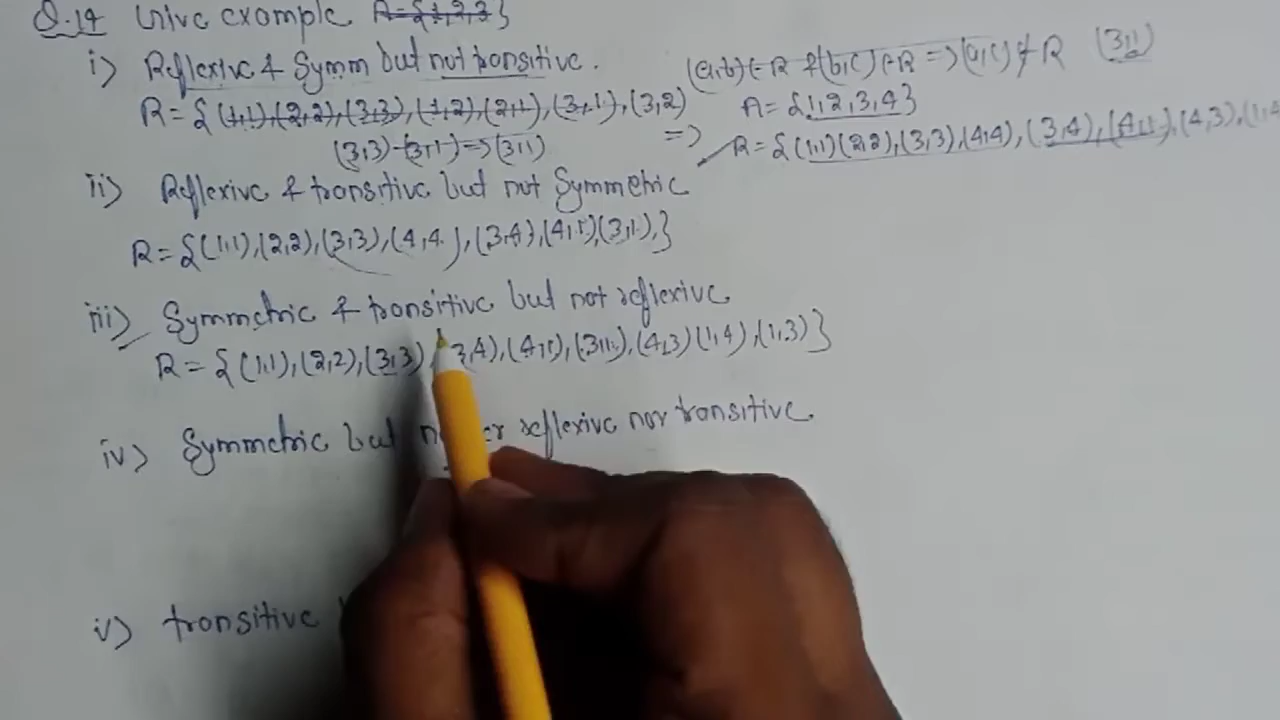 Q.14 Give example A={1,2,3}
i) Reflexive & Symm but not transitive.
R={(1,1),(2,2),(3,3),(1,2)(2,1),(3,1),(3,2)
(3,3)-(3,1)=>(3,1)
(a,b)∈R &(b,c)∈R=>(a,c)∉R (3,1)
A={1,2,3,4}
=> R={(1,1)(2,2),(3,3),(4,4),(3,4),(4,1),(4,3),(1,4
ii) Reflexive & transitive but not Symmetric
R={(1,1),(2,2),(3,3),(4,4),(3,4),(4,1)(3,1),}
iii) Symmetric & transitive but not reflexive
R={(1,1),(2,2),(3,3) 3,4),(4,1),(3,1),(4,3)(1,4),(1,3)}
iv) Symmetric but reflexive nor transitive.
v) transitive